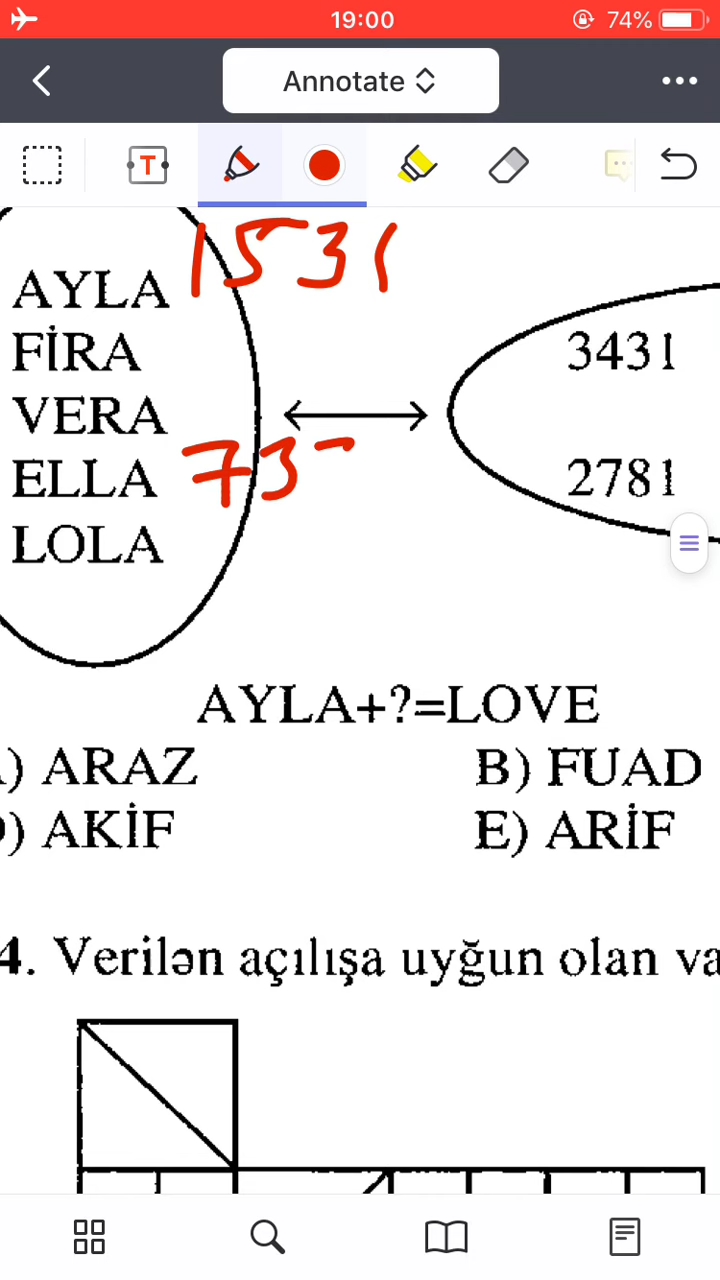 19:00 74%
Annotate
T
1531
AYLA
FİRA
3431
VERA
ELLA 73
2781
LOLA
AYLA+?=LOVE
) ARAZ B) FUAD
) AKİF E) ARİF
4. Verilən açılışa uyğun olan va